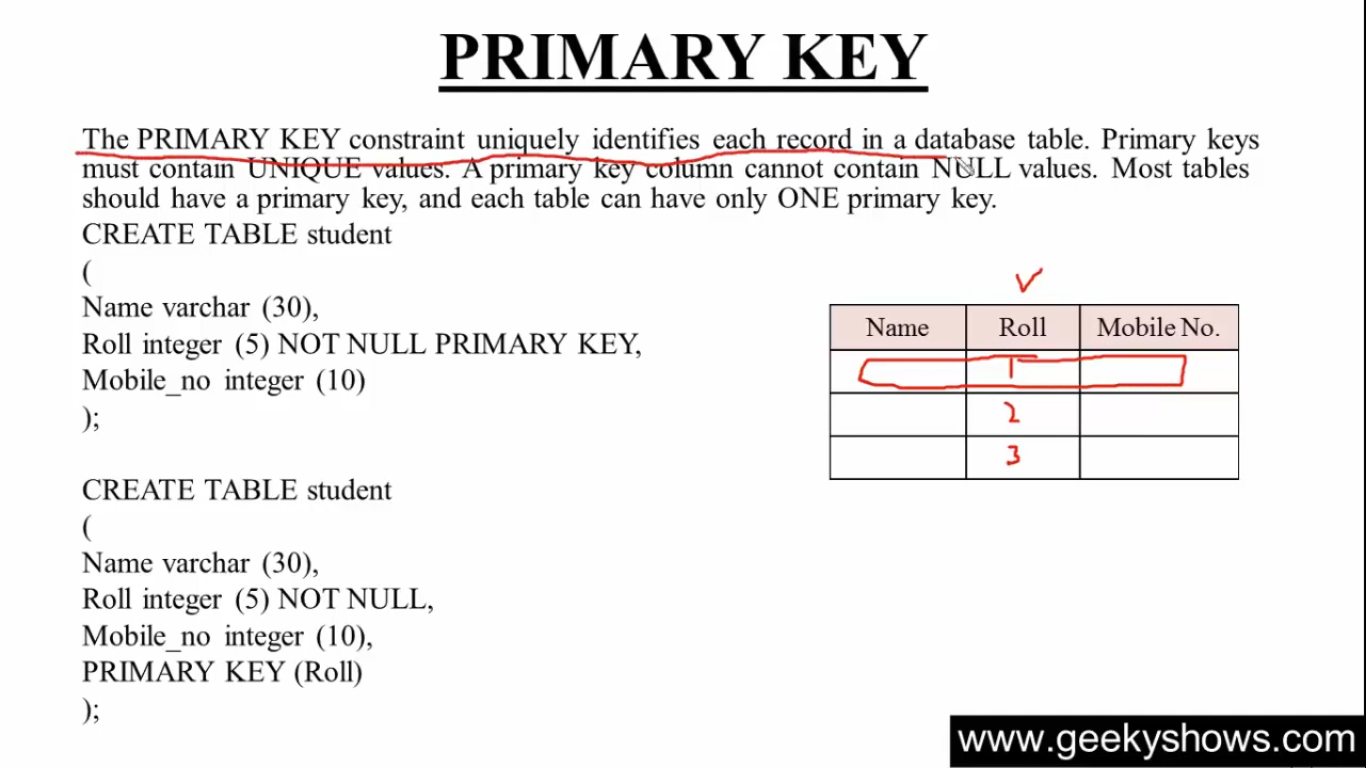 PRIMARY KEY
The PRIMARY KEY constraint uniquely identifies each record in a database table. Primary keys
must contain UNIQUE values. A primary key column cannot contain NULL values. Most tables
should have a primary key, and each table can have only ONE primary key.
CREATE TABLE student
(
Name varchar (30),
Roll integer (5) NOT NULL PRIMARY KEY,
Mobile_no integer (10)
);
CREATE TABLE student
(
Name varchar (30),
Roll integer (5) NOT NULL,
Mobile_no integer (10),
PRIMARY KEY (Roll)
);
Name Roll Mobile No.
1
2
3
www.geekyshows.com